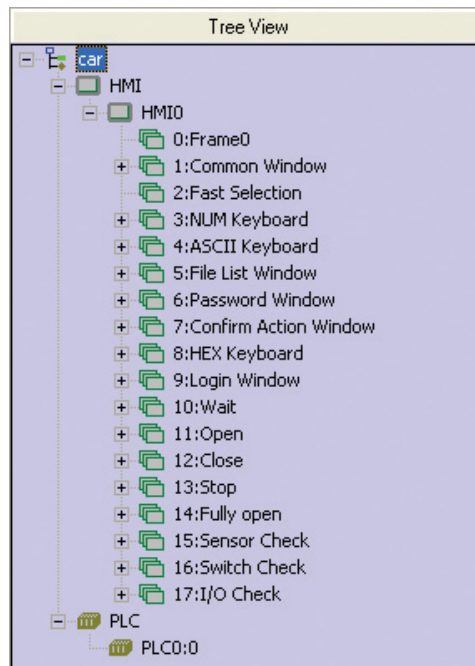 Tree View
car
HMI
HMI0
0:Frame0
1:Common Window
2:Fast Selection
3:NUM Keyboard
4:ASCII Keyboard
5:File List Window
6:Password Window
7:Confirm Action Window
8:HEX Keyboard
9:Login Window
10:Wait
11:Open
12:Close
13:Stop
14:Fully open
15:Sensor Check
16:Switch Check
17:I/O Check
PLC
PLC0:0